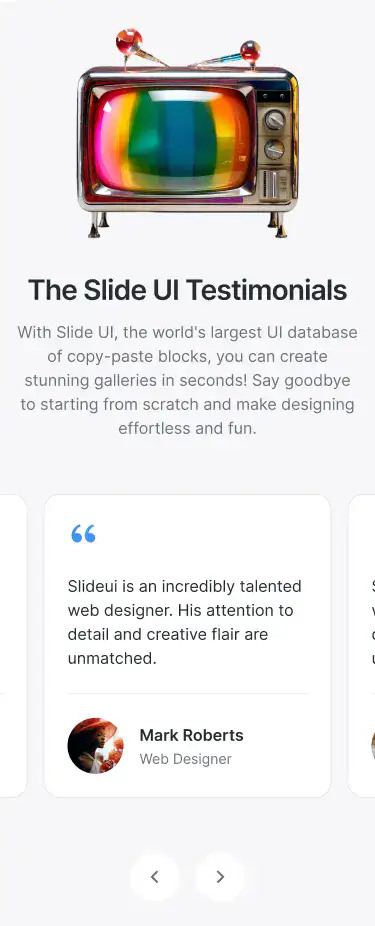 The Slide UI Testimonials
With Slide UI, the world's largest UI database
of copy-paste blocks, you can create
stunning galleries in seconds! Say goodbye
to starting from scratch and make designing
effortless and fun.
“
Slideui is an incredibly talented
web designer. His attention to
detail and creative flair are
unmatched.
Mark Roberts
Web Designer